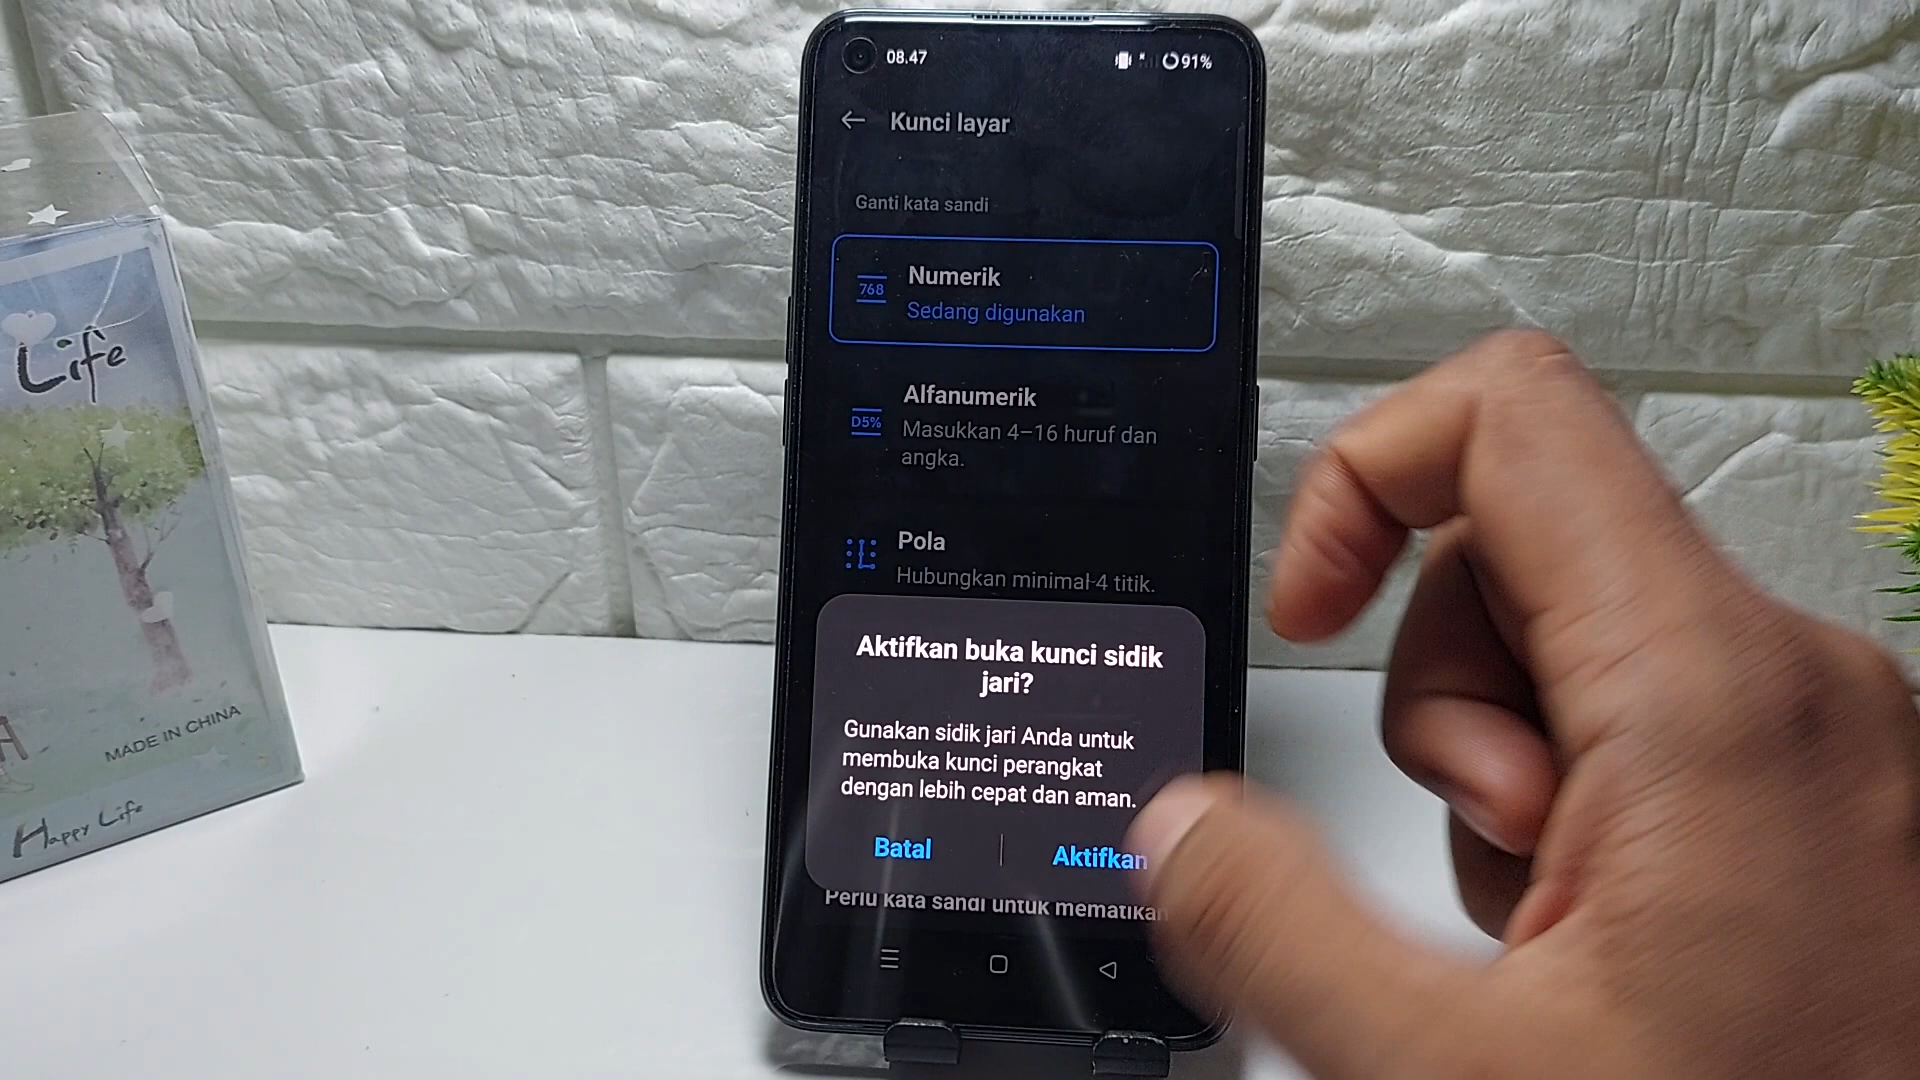 08.47
91%
Kunci layar
Ganti kata sandi
768
Numerik
Sedang digunakan
D5%
Alfanumerik
Masukkan 4–16 huruf dan
angka.
Pola
Hubungkan minimal 4 titik.
Aktifkan buka kunci sidik
jari?
Gunakan sidik jari Anda untuk
membuka kunci perangkat
dengan lebih cepat dan aman.
Batal
Aktifkan
Perlu kata sandi untuk mematikan
Life
MADE IN CHINA
Happy Life